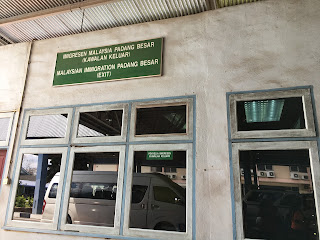 IMIGRESEN MALAYSIA PADANG BESAR
(KAWALAN KELUAR)
MALAYSIAN IMMIGRATION PADANG BESAR
(EXIT)